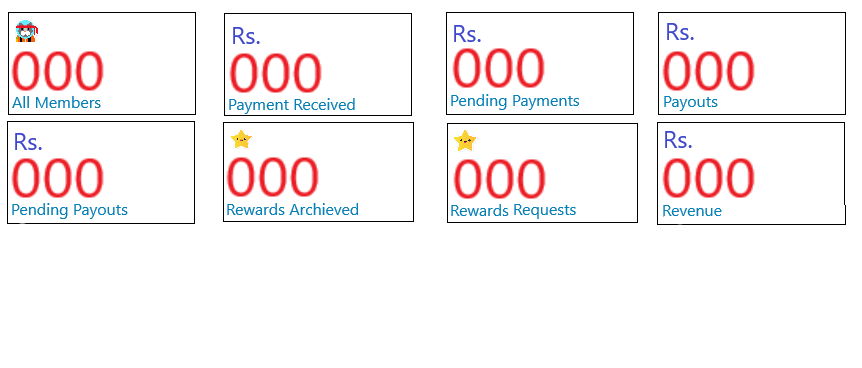 000
All Members
Rs.
000
Payment Received
Rs.
000
Pending Payments
Rs.
000
Payouts
Rs.
000
Pending Payouts
000
Rewards Archieved
000
Rewards Requests
Rs.
000
Revenue